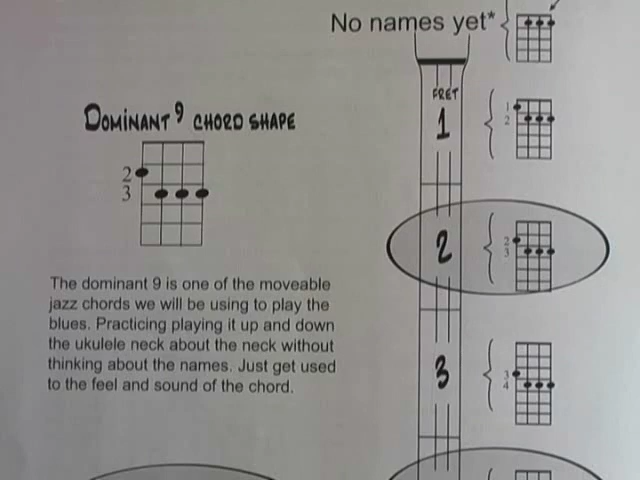 No names yet*
FRET
DOMINANT 9 CHORD SHAPE
1
1
2
2
3
2
2
3
The dominant 9 is one of the moveable
jazz chords we will be using to play the
blues. Practicing playing it up and down
the ukulele neck about the neck without
thinking about the names. Just get used
to the feel and sound of the chord.
3
3
4